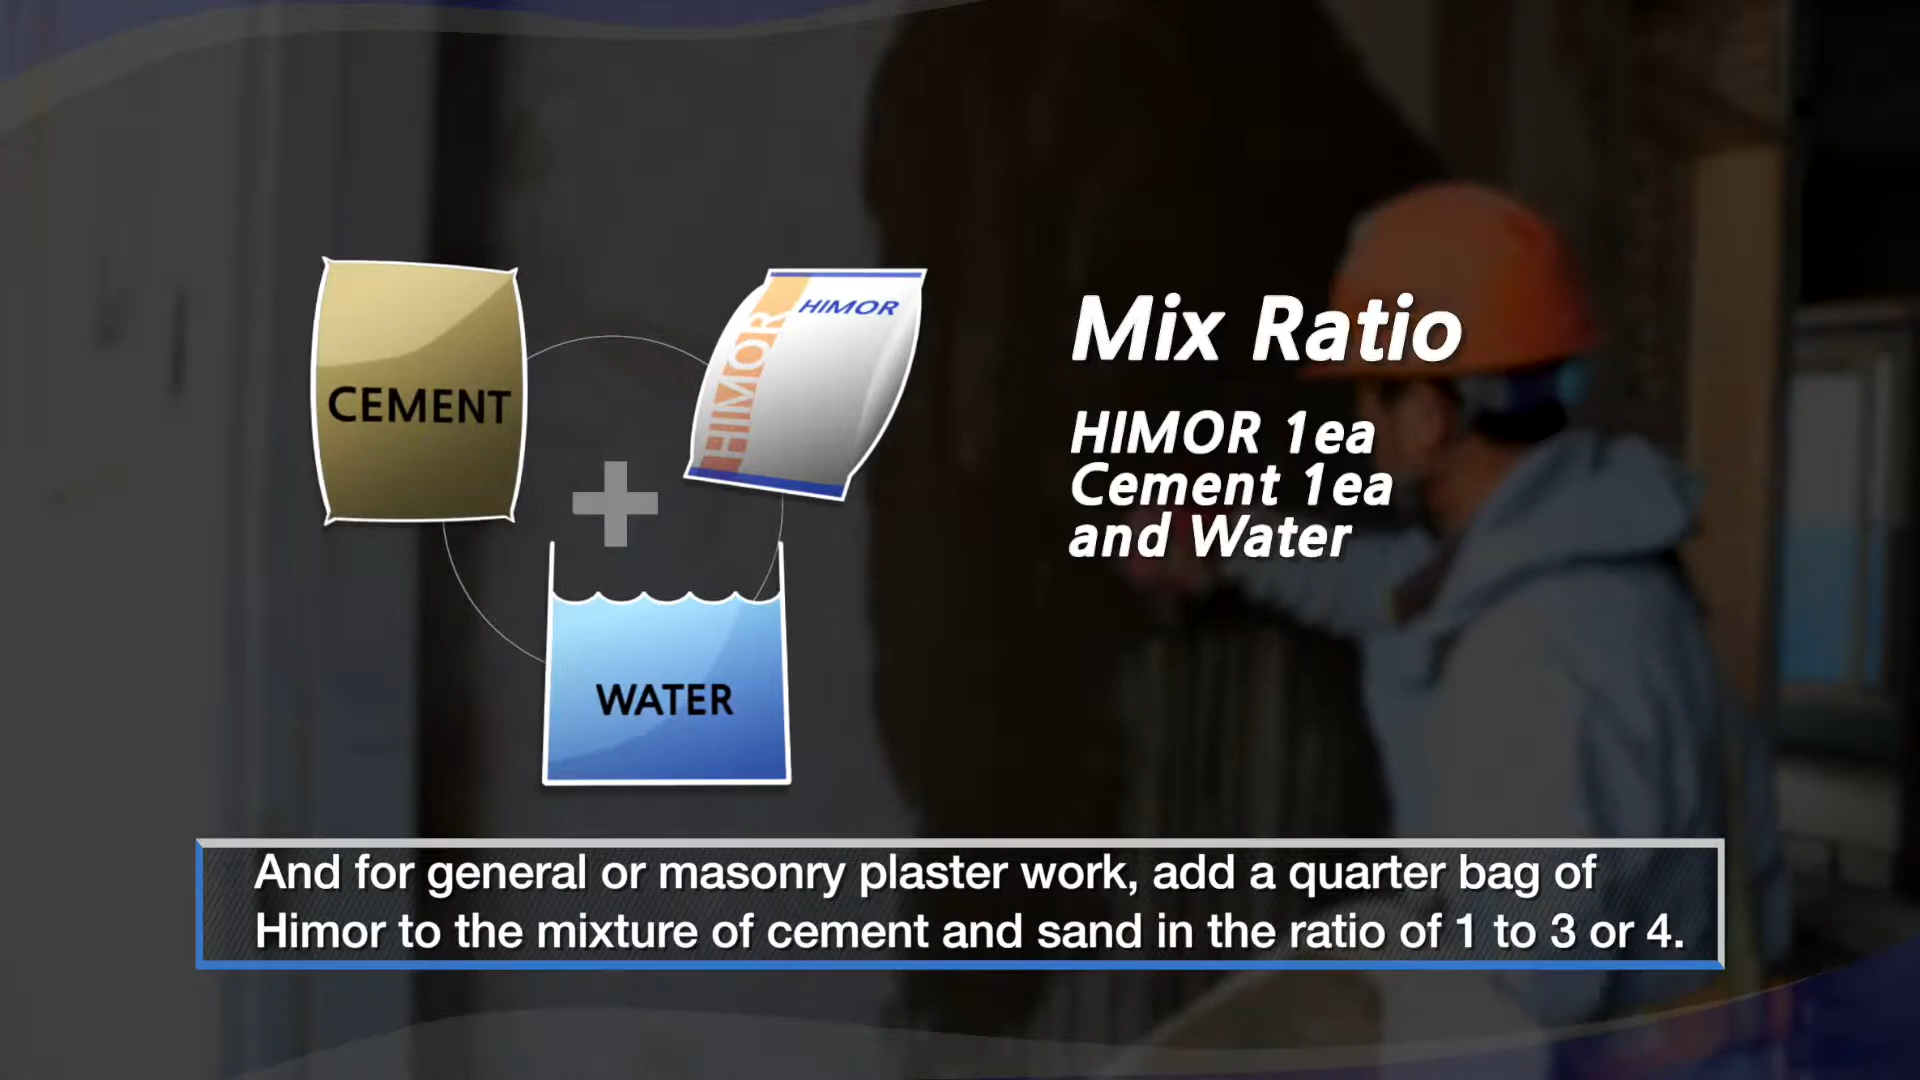 CEMENT
HIMOR
HIMOR
WATER
Mix Ratio
HIMOR 1ea
Cement 1ea
and Water
And for general or masonry plaster work, add a quarter bag of
Himor to the mixture of cement and sand in the ratio of 1 to 3 or 4.